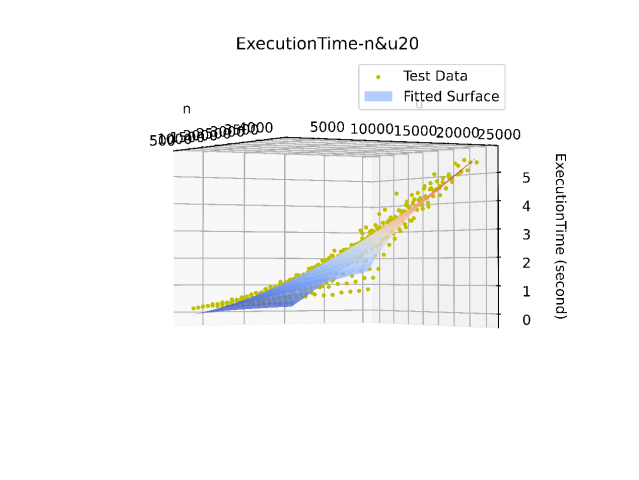 ExecutionTime-n&u20
Test Data
Fitted Surface
n
5000 10000 15000 20000 25000
5
4
3
2
1
0
ExecutionTime (second)